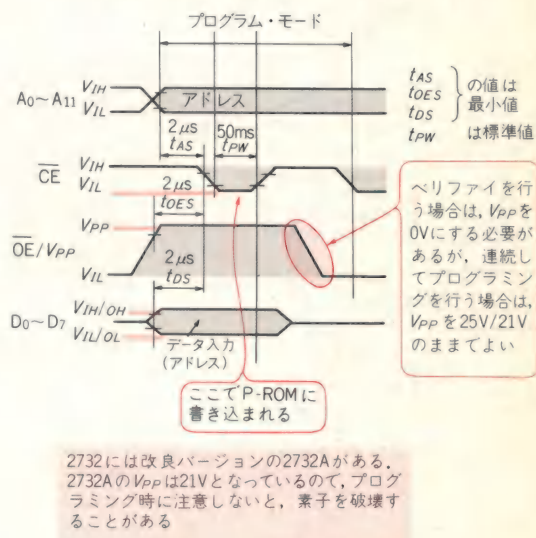 プログラム・モード
A0～A11
VIH
VIL
アドレス
2μs
tAS
50ms
tPW
CE
VIH
VIL
2μs
tOES
OE/VPP
VPP
VIL
2μs
tDS
D0～D7
VIH/OH
VIL/OL
データ入力
(アドレス)
tAS
tOES
tDS
の値は
最小値
tPW は標準値
ベリファイを行
う場合は, VPPを
0Vにする必要が
あるが, 連続し
てプログラミン
グを行う場合は,
VPPを25V/21V
のままでよい
ここでP-ROMに
書き込まれる
2732には改良バージョンの2732Aがある.
2732AのVPPは21Vとなっているので, プログ
ラミング時に注意しないと, 素子を破壊す
ることがある